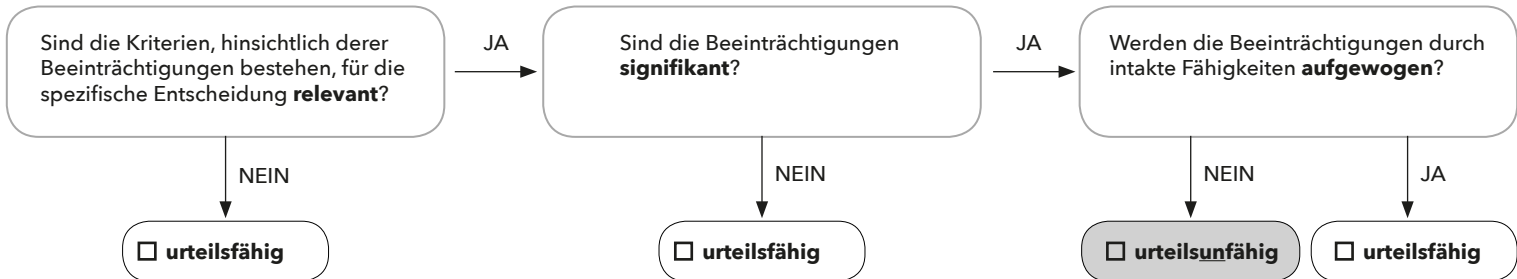 Sind die Kriterien, hinsichtlich derer
Beeinträchtigungen bestehen, für die
spezifische Entscheidung relevant?
JA
Sind die Beeinträchtigungen
signifikant?
JA
Werden die Beeinträchtigungen durch
intakte Fähigkeiten aufgewogen?
NEIN
NEIN
NEIN
JA
☐ urteilsfähig
☐ urteilsfähig
☐ urteilsunfähig
☐ urteilsfähig